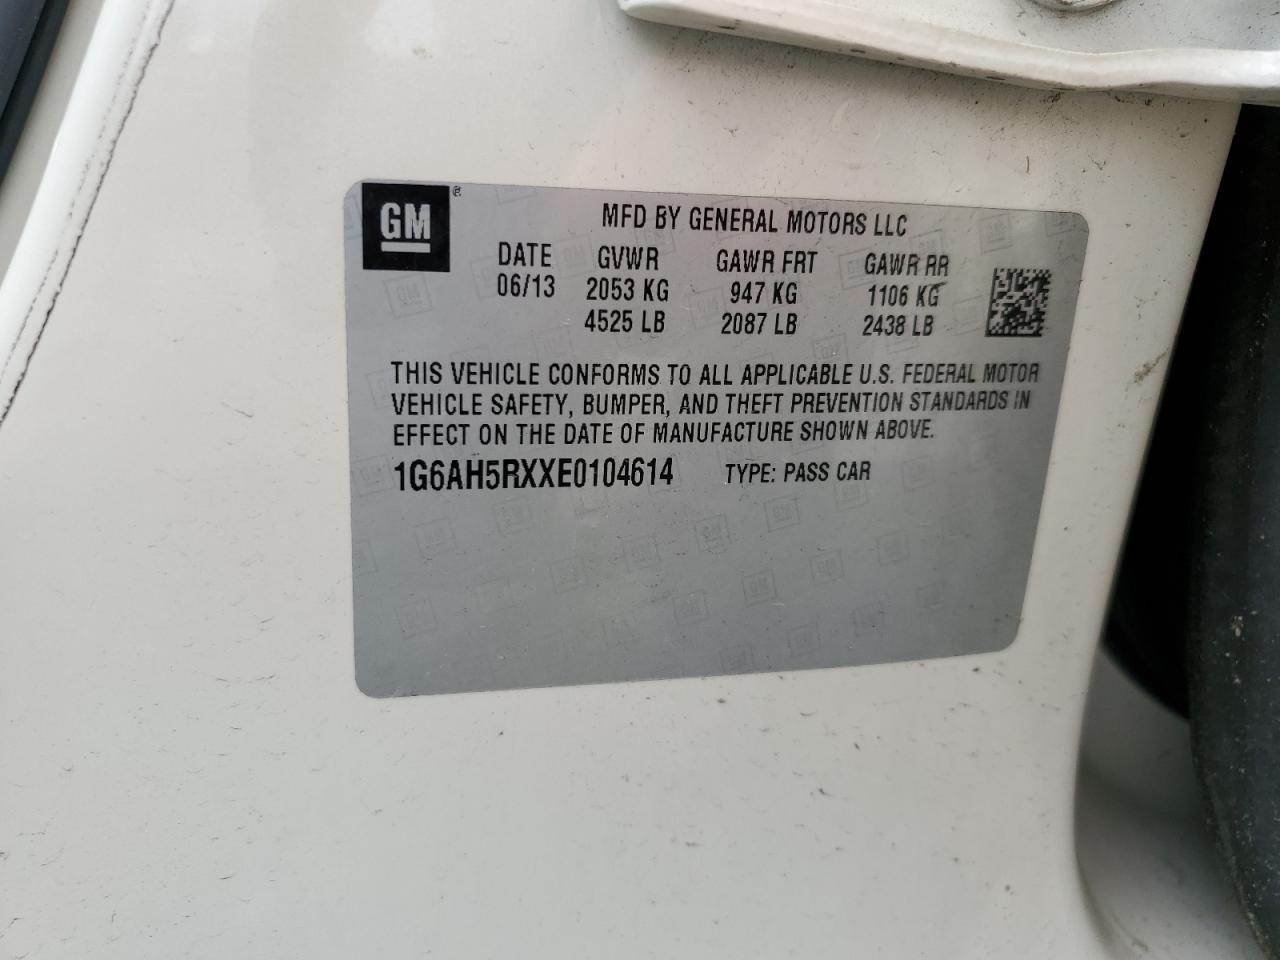 GM ®
MFD BY GENERAL MOTORS LLC
DATE GVWR GAWR FRT GAWR RR
06/13 2053 KG 947 KG 1106 KG
4525 LB 2087 LB 2438 LB
THIS VEHICLE CONFORMS TO ALL APPLICABLE U.S. FEDERAL MOTOR
VEHICLE SAFETY, BUMPER, AND THEFT PREVENTION STANDARDS IN
EFFECT ON THE DATE OF MANUFACTURE SHOWN ABOVE.
1G6AH5RXXE0104614 TYPE: PASS CAR